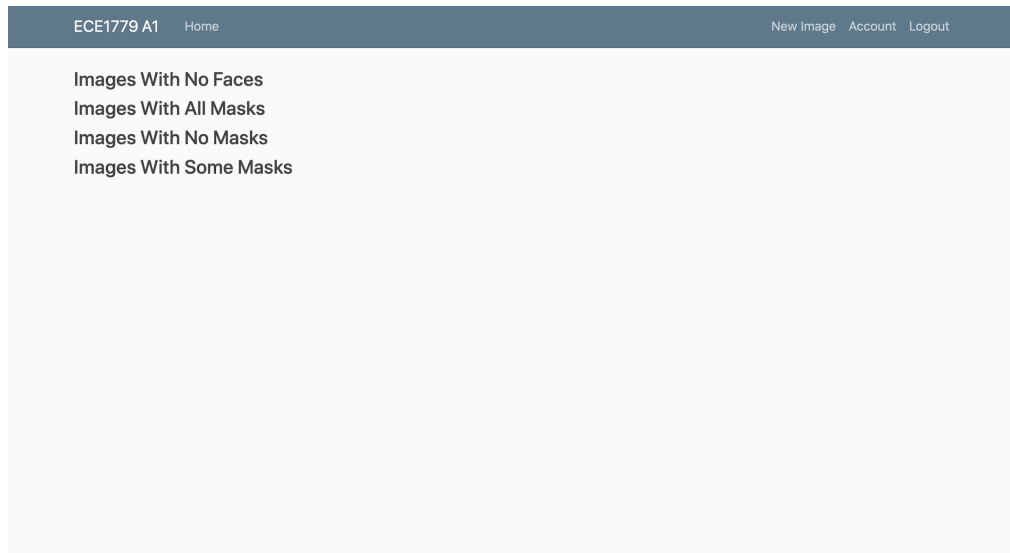 ECE1779 A1 Home New Image Account Logout
Images With No Faces
Images With All Masks
Images With No Masks
Images With Some Masks